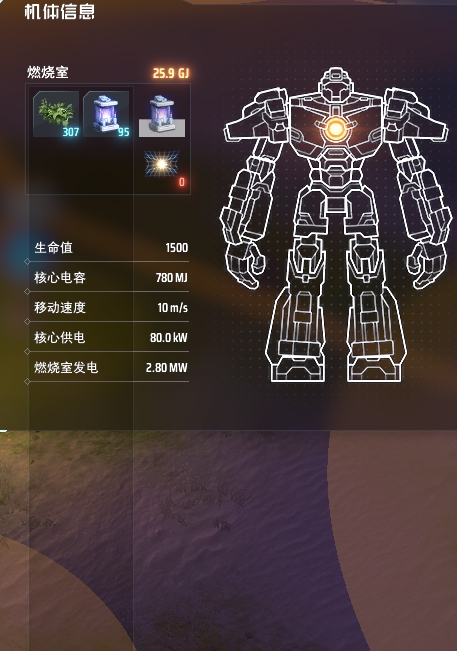 机体信息
燃烧室 25.9 GJ
307 95
0
生命值 1500
核心电容 780 MJ
移动速度 10 m/s
核心供电 80.0 kW
燃烧室发电 2.80 MW